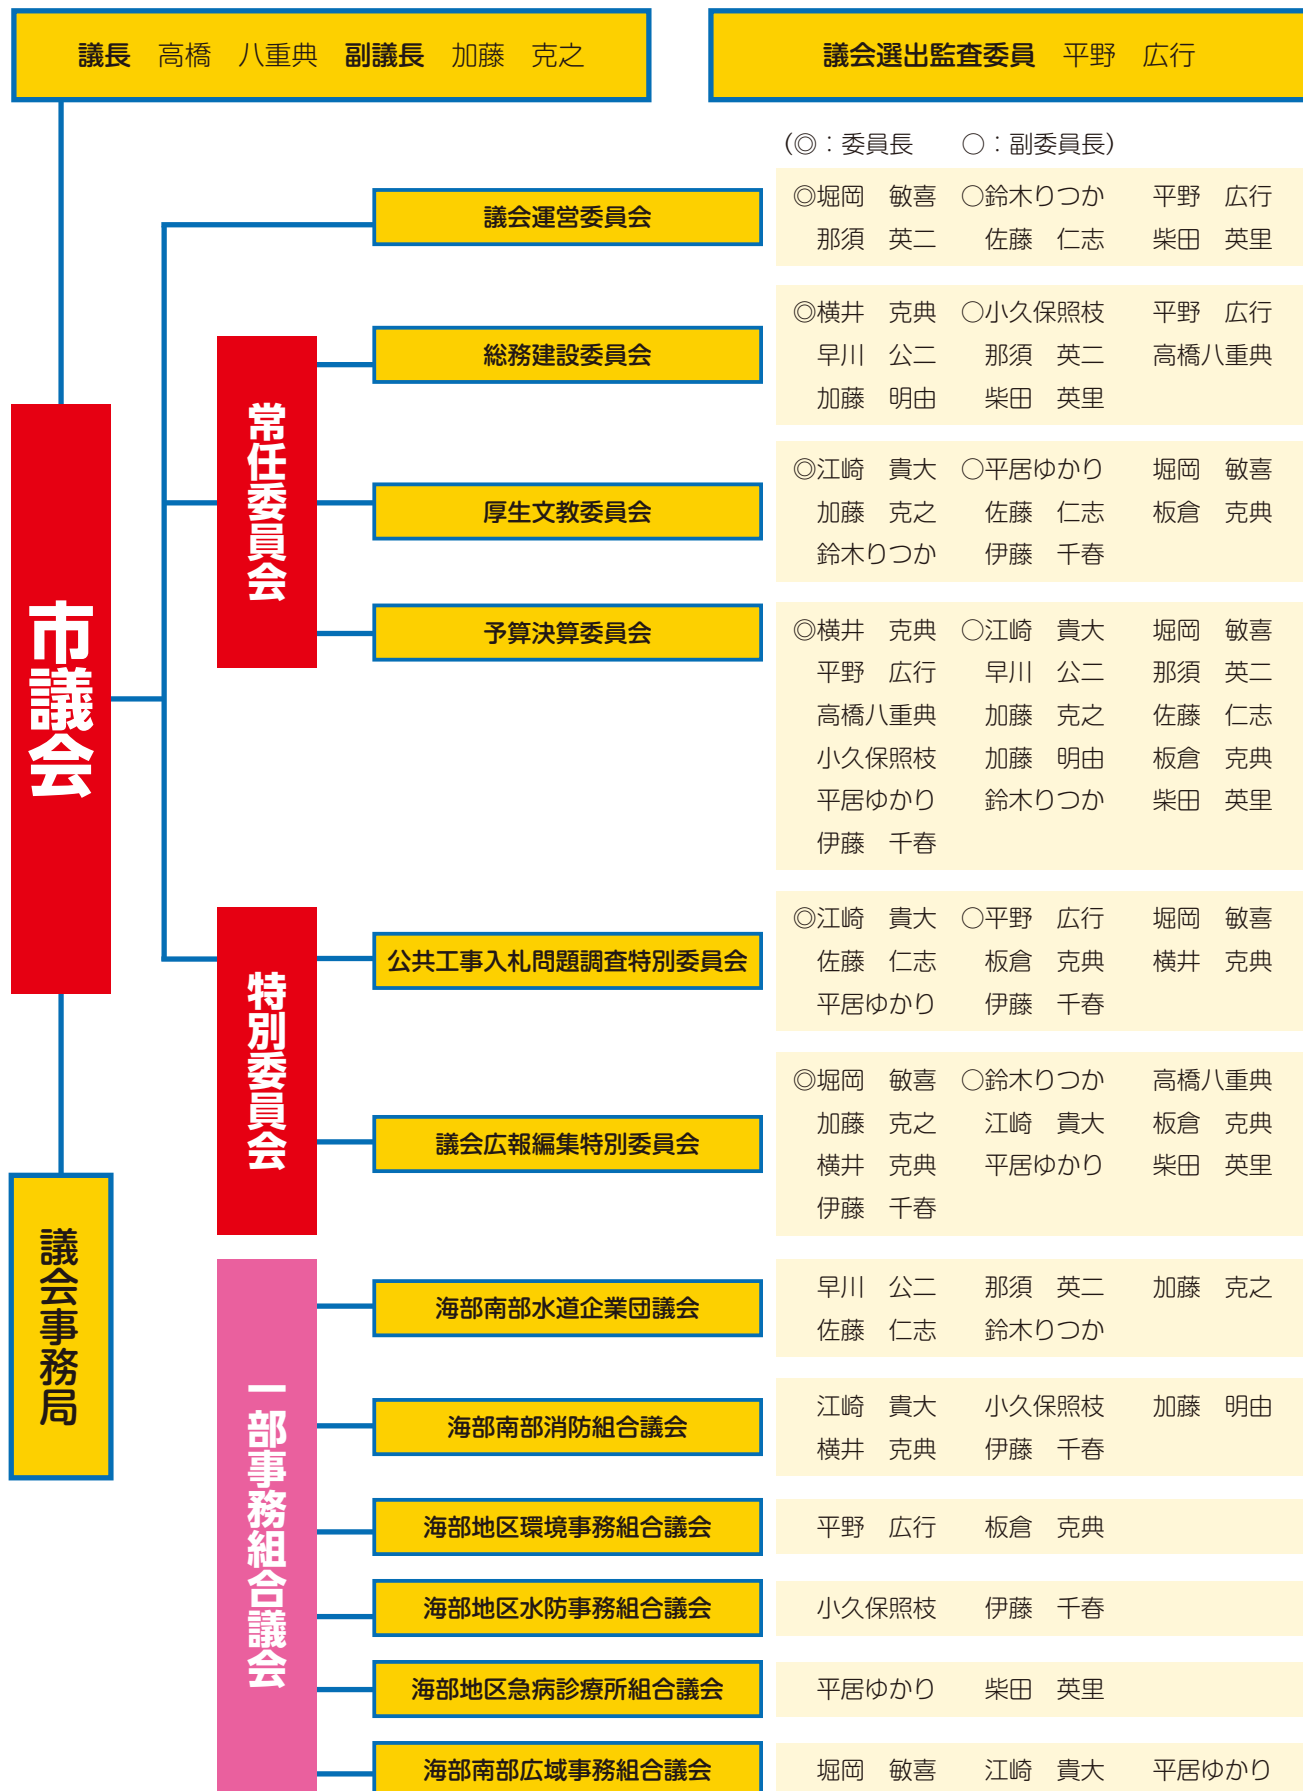 議長　高橋　八重典　副議長　加藤　克之
議会選出監査委員　平野　広行
（◎：委員長　　○：副委員長）
市議会
議会事務局
議会運営委員会
◎堀岡　敏喜　○鈴木りつか　　平野　広行
那須　英二　　佐藤　仁志　　柴田　英里
常任委員会
総務建設委員会
◎横井　克典　○小久保照枝　　平野　広行
早川　公二　　那須　英二　　高橋八重典
加藤　明由　　柴田　英里
厚生文教委員会
◎江崎　貴大　○平居ゆかり　　堀岡　敏喜
加藤　克之　　佐藤　仁志　　板倉　克典
鈴木りつか　　伊藤　千春
予算決算委員会
◎横井　克典　○江崎　貴大　　堀岡　敏喜
平野　広行　　早川　公二　　那須　英二
高橋八重典　　加藤　克之　　佐藤　仁志
小久保照枝　　加藤　明由　　板倉　克典
平居ゆかり　　鈴木りつか　　柴田　英里
伊藤　千春
特別委員会
公共工事入札問題調査特別委員会
◎江崎　貴大　○平野　広行　　堀岡　敏喜
佐藤　仁志　　板倉　克典　　横井　克典
平居ゆかり　　伊藤　千春
議会広報編集特別委員会
◎堀岡　敏喜　○鈴木りつか　　高橋八重典
加藤　克之　　江崎　貴大　　板倉　克典
横井　克典　　平居ゆかり　　柴田　英里
伊藤　千春
一部事務組合議会
海部南部水道企業団議会
早川　公二　　那須　英二　　加藤　克之
佐藤　仁志　　鈴木りつか
海部南部消防組合議会
江崎　貴大　　小久保照枝　　加藤　明由
横井　克典　　伊藤　千春
海部地区環境事務組合議会
平野　広行　　板倉　克典
海部地区水防事務組合議会
小久保照枝　　伊藤　千春
海部地区急病診療所組合議会
平居ゆかり　　柴田　英里
海部南部広域事務組合議会
堀岡　敏喜　　江崎　貴大　　平居ゆかり